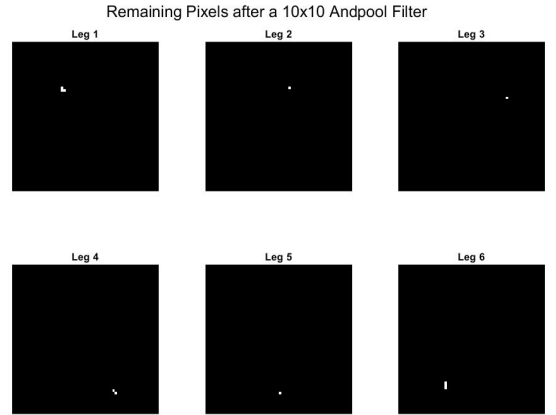 Remaining Pixels after a 10x10 Andpool Filter
Leg 1
Leg 2
Leg 3
Leg 4
Leg 5
Leg 6